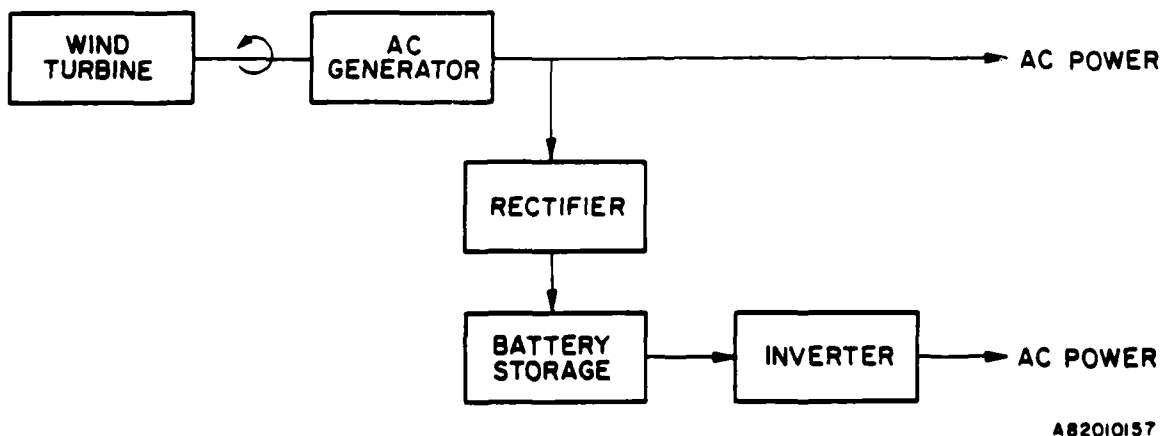 WIND
TURBINE
AC
GENERATOR
AC POWER
RECTIFIER
BATTERY
STORAGE
INVERTER
AC POWER
A82010157